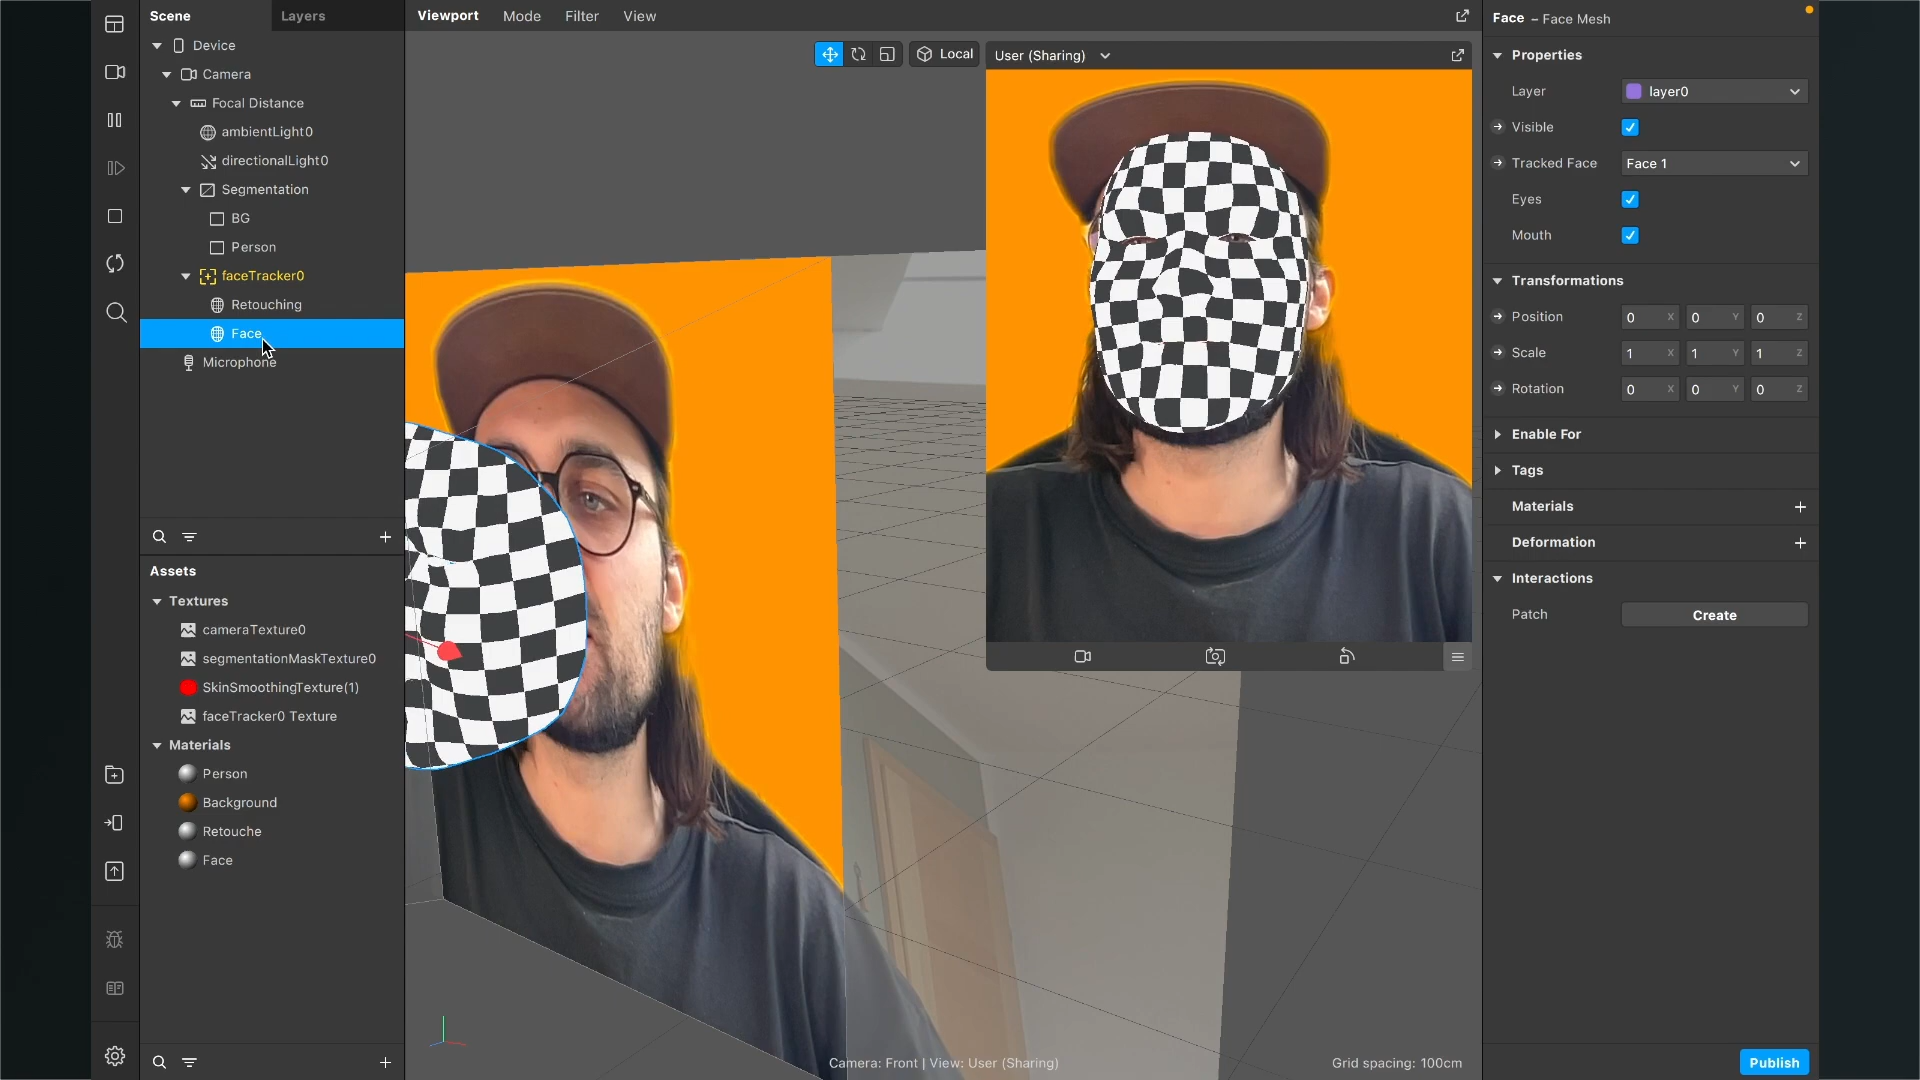 Scene
Layers
Device
Camera
Focal Distance
ambientLight0
directionalLight0
Segmentation
BG
Person
faceTracker0
Retouching
Face
Microphone
Assets
Textures
cameraTexture0
segmentationMaskTexture0
SkinSmoothingTexture(1)
faceTracker0 Texture
Materials
Person
Background
Retouche
Face
Viewport
Mode
Filter
View
Local
User (Sharing)
Camera: Front | View: User (Sharing)
Grid spacing: 100cm
Face – Face Mesh
Properties
Layer layer0
Visible
Tracked Face Face 1
Eyes
Mouth
Transformations
Position 0 X 0 Y 0 Z
Scale 1 X 1 Y 1 Z
Rotation 0 X 0 Y 0 Z
Enable For
Tags
Materials
Deformation
Interactions
Patch Create
Publish